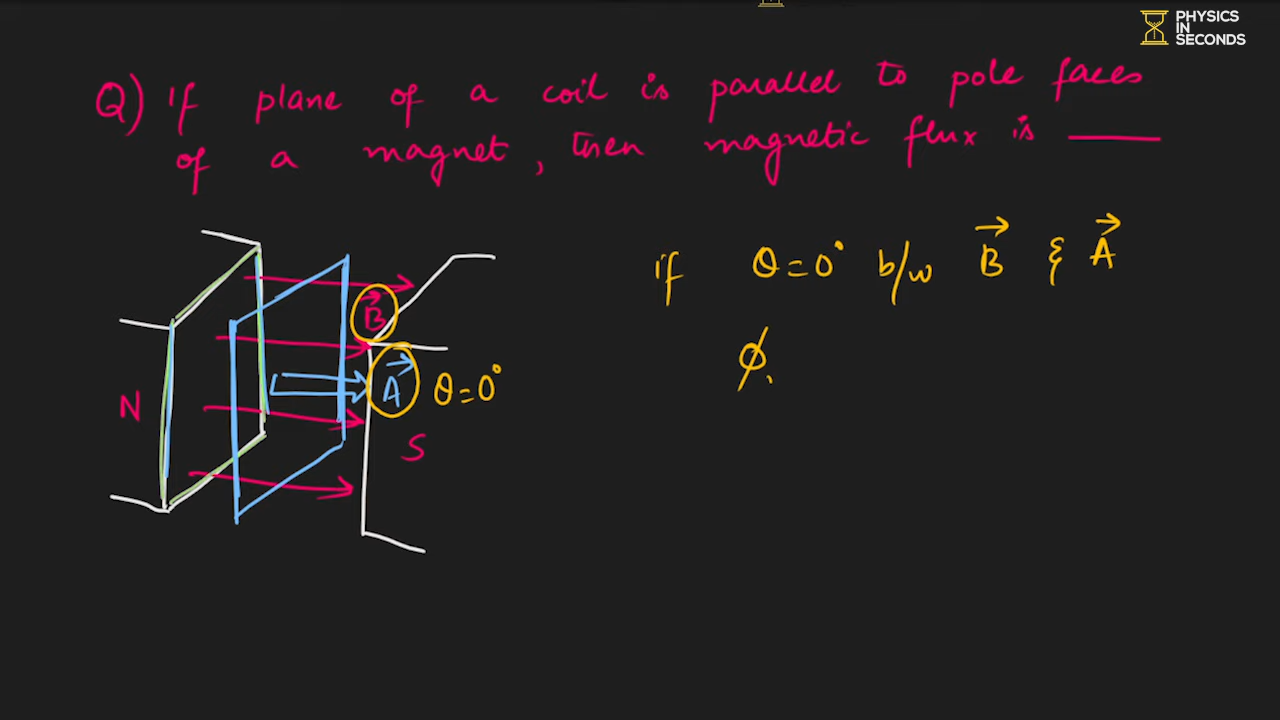 PHYSICS
IN
SECONDS
Q) If plane of a coil is parallel to pole faces
of a magnet, then magnetic flux is ___
if θ=0° b/w B⃗ & A⃗
B⃗
ϕ
A⃗ θ=0°
N
S